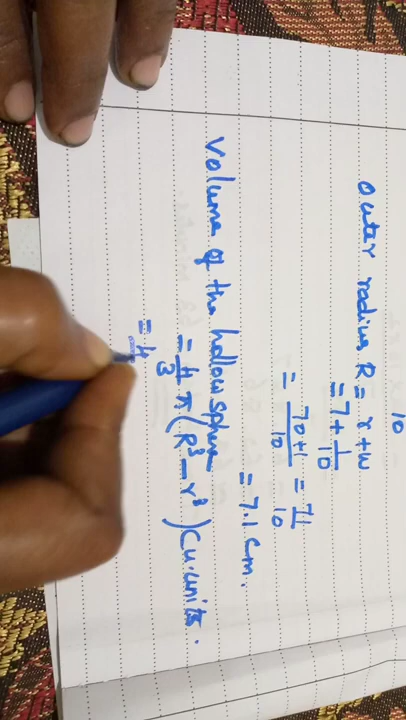 10
Outer radius R = r + w
= 7 + 1/10
= 70+1/10 = 71/10
= 7.1 cm.
Volume of the hollow sphere
= 4/3 π (R³ - r³) Cu.units.
= 4